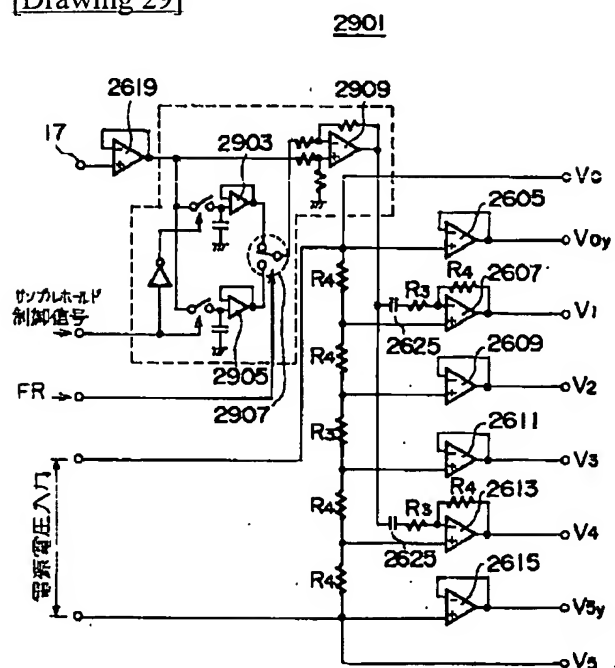 [Drawing 29]
2901
2619
2909
17
2903
V0
2605
V0y
R4
R3
R4
2607
V1
サンプルホールド
制御信号
2625
R4
2609
V2
2905
FR
2907
R3
2611
V3
電源電圧入力
R4
R3
R4
2613
V4
2625
R4
2615
V5y
V5